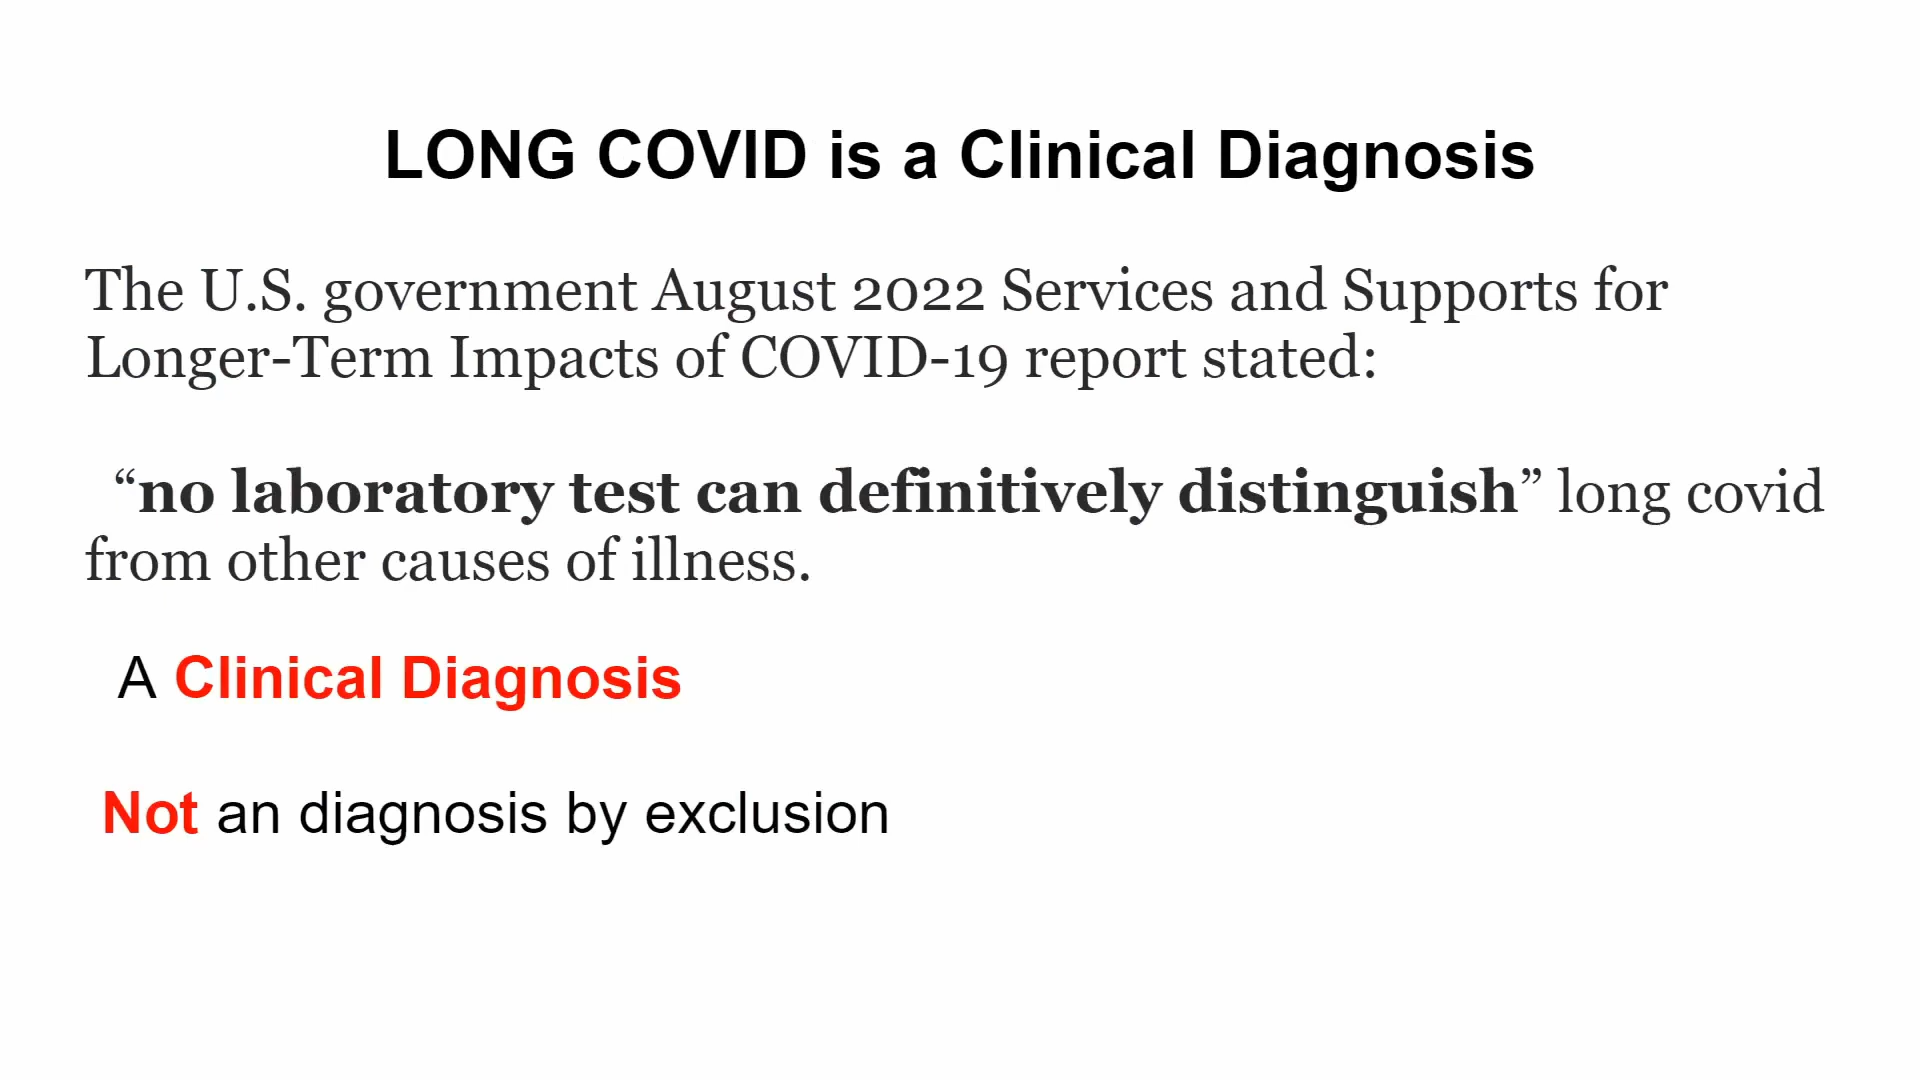 LONG COVID is a Clinical Diagnosis
The U.S. government August 2022 Services and Supports for
Longer-Term Impacts of COVID-19 report stated:
“no laboratory test can definitively distinguish” long covid
from other causes of illness.
A Clinical Diagnosis
Not an diagnosis by exclusion